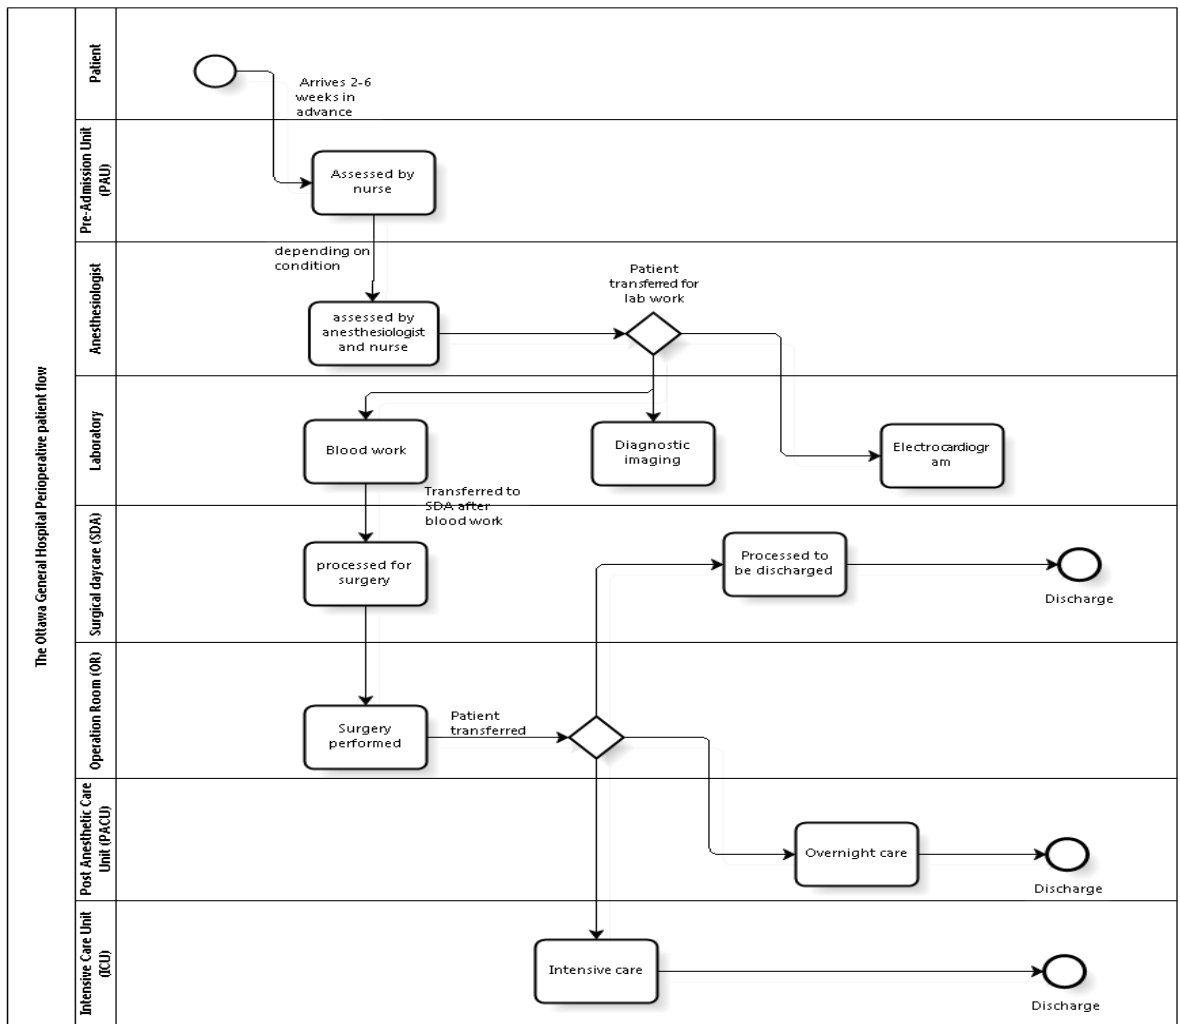 The Ottawa General Hospital Perioperative patient flow
Patient
Arrives 2-6
weeks in
advance
Pre-Admission Unit
(PAU)
Assessed by
nurse
Anesthesiologist
depending on
condition
assessed by
anesthesiologist
and nurse
Patient
transferred for
lab work
Laboratory
Blood work
Diagnostic
imaging
Electrocardiogr
am
Transferred to
SDA after
blood work
Surgical daycare (SDA)
processed for
surgery
Processed to
be discharged
Discharge
Operation Room (OR)
Surgery
performed
Patient
transferred
Post Anesthetic Care
Unit (PACU)
Overnight care
Discharge
Intensive Care Unit
(ICU)
Intensive care
Discharge